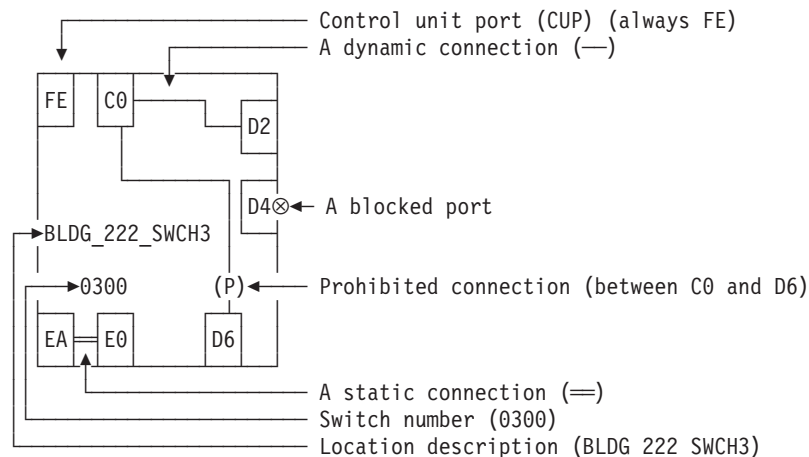 Control unit port (CUP) (always FE)
A dynamic connection (—)
FE C0
D2
D4⊗ A blocked port
BLDG_222_SWCH3
0300 (P) Prohibited connection (between C0 and D6)
EA E0 D6
A static connection (═)
Switch number (0300)
Location description (BLDG 222 SWCH3)